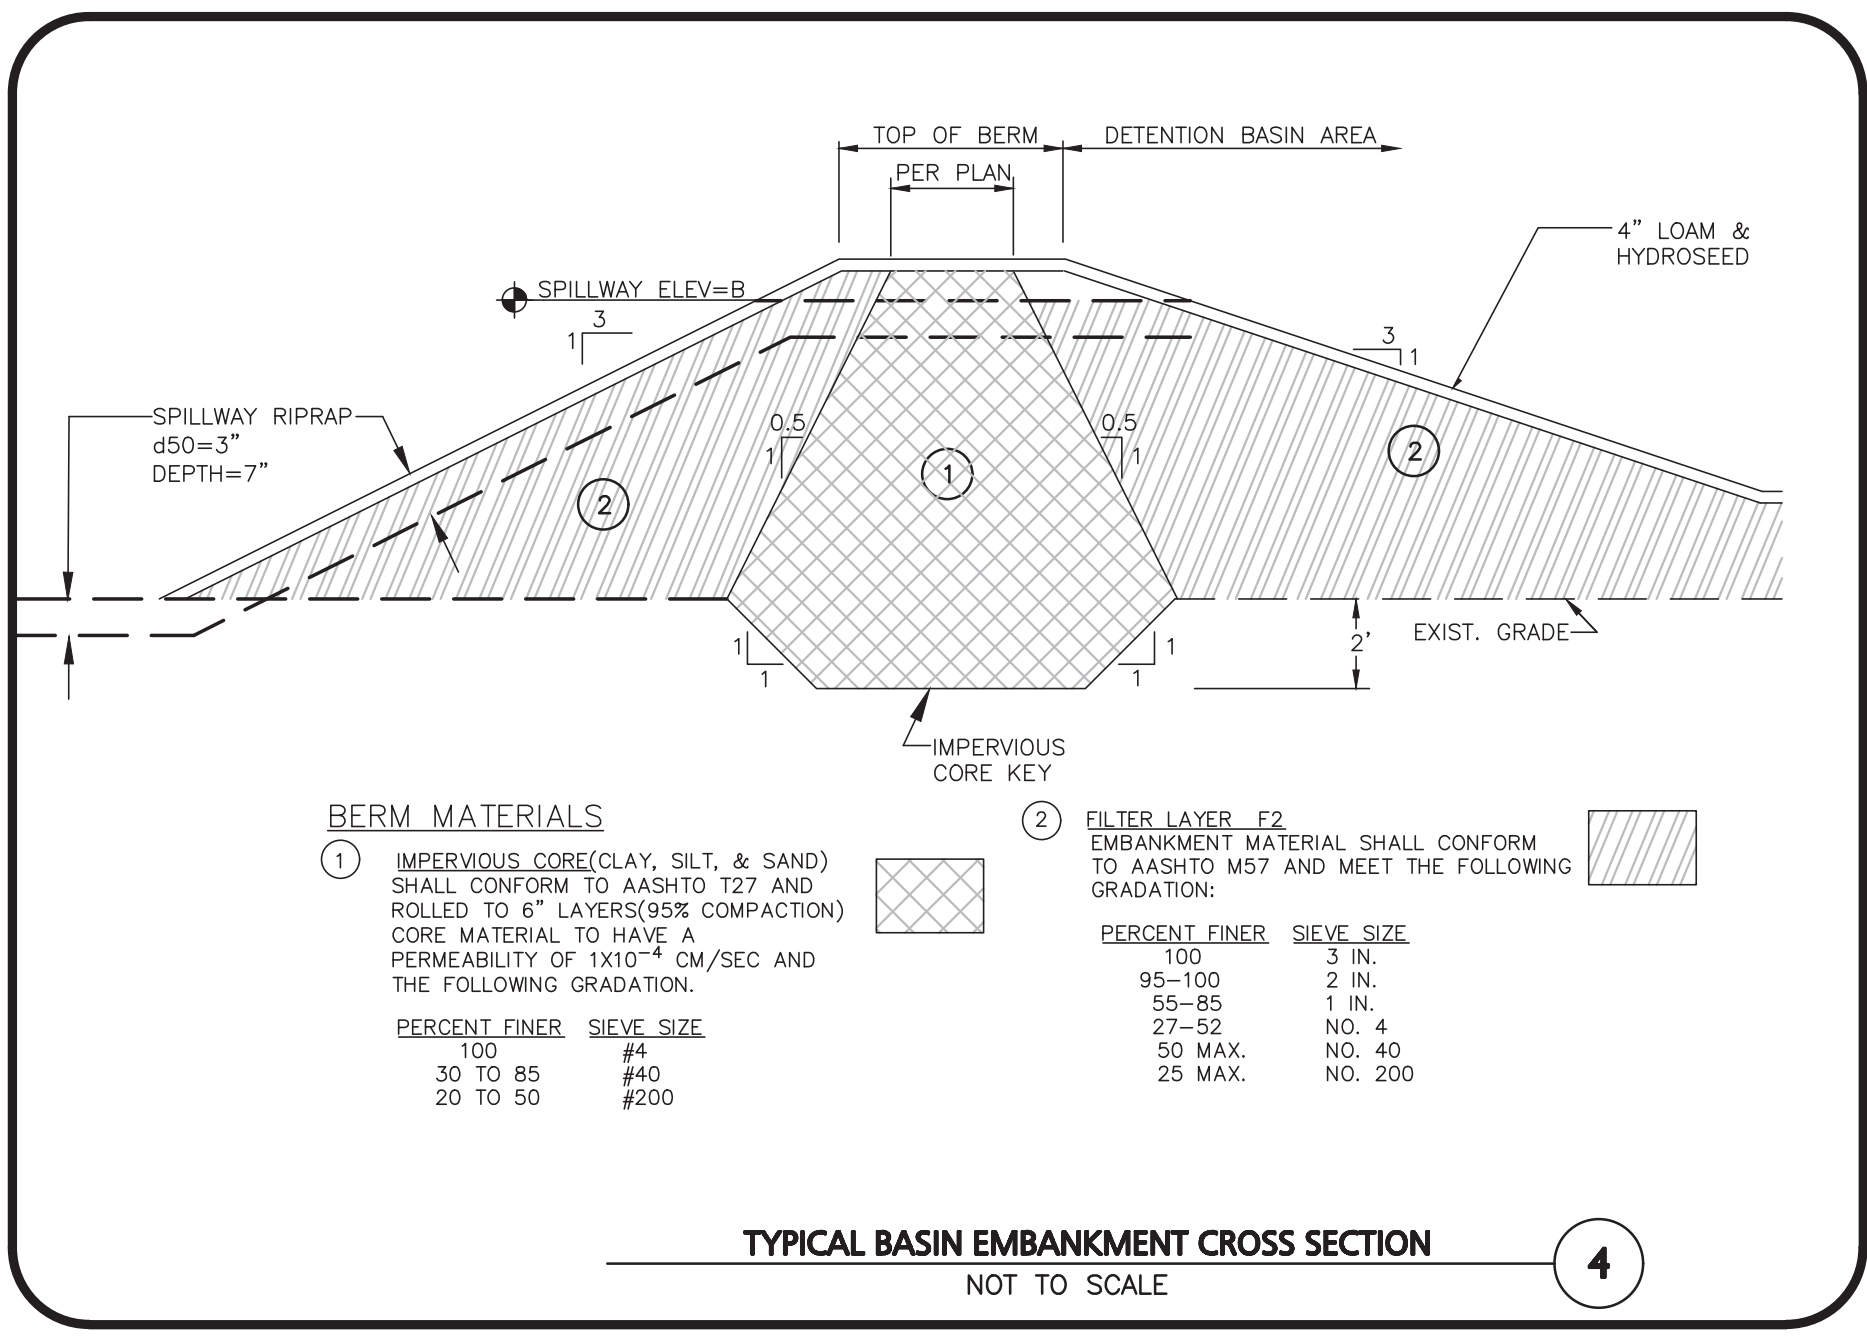 TOP OF BERM
DETENTION BASIN AREA
PER PLAN
4” LOAM &
HYDROSEED
SPILLWAY ELEV=B
3
1
3
1
SPILLWAY RIPRAP
d50=3”
DEPTH=7”
0.5
1
0.5
1
2
1
2
1
1
1
1
2'
EXIST. GRADE
IMPERVIOUS
CORE KEY
BERM MATERIALS
1
IMPERVIOUS CORE(CLAY, SILT, & SAND)
SHALL CONFORM TO AASHTO T27 AND
ROLLED TO 6” LAYERS(95% COMPACTION)
CORE MATERIAL TO HAVE A
PERMEABILITY OF 1X10⁻⁴ CM/SEC AND
THE FOLLOWING GRADATION.
PERCENT FINER SIEVE SIZE
100 #4
30 TO 85 #40
20 TO 50 #200
2
FILTER LAYER F2
EMBANKMENT MATERIAL SHALL CONFORM
TO AASHTO M57 AND MEET THE FOLLOWING
GRADATION:
PERCENT FINER SIEVE SIZE
100 3 IN.
95–100 2 IN.
55–85 1 IN.
27–52 NO. 4
50 MAX. NO. 40
25 MAX. NO. 200
TYPICAL BASIN EMBANKMENT CROSS SECTION
NOT TO SCALE
4